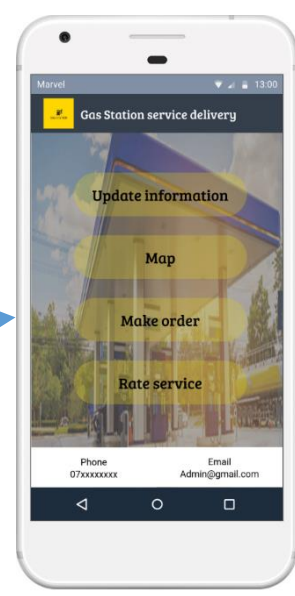 Marvel 13:00
Gas Station service delivery
Update information
Map
Make order
Rate service
Phone Email
07xxxxxxxx Admin@gmail.com